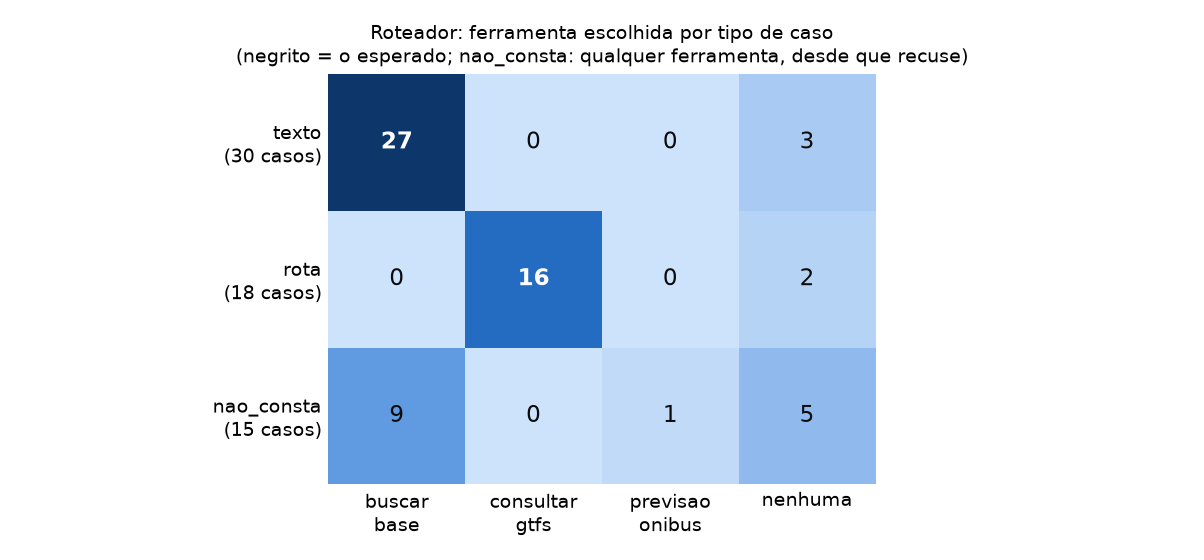 Roteador: ferramenta escolhida por tipo de caso
(negrito = o esperado; nao_consta: qualquer ferramenta, desde que recuse)
texto
(30 casos)
27 0 0 3
rota
(18 casos)
0 16 0 2
nao_consta
(15 casos)
9 0 1 5
buscar consultar previsao nenhuma
base gtfs onibus